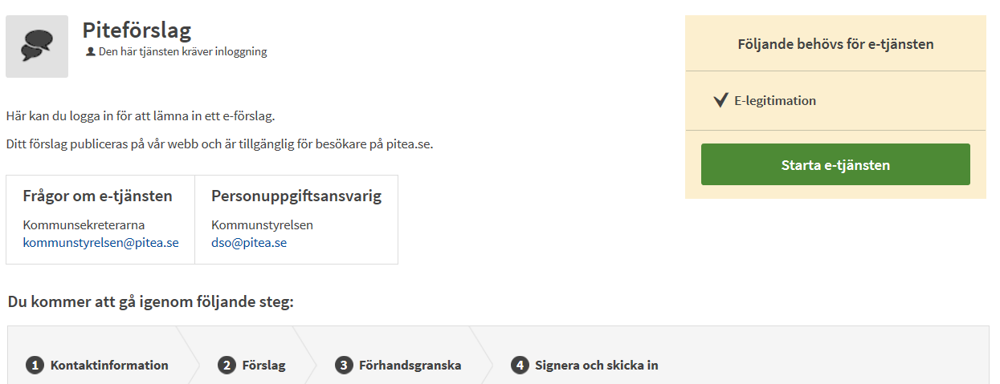 Piteförslag
Den här tjänsten kräver inloggning
Här kan du logga in för att lämna in ett e-förslag.
Ditt förslag publiceras på vår webb och är tillgänglig för besökare på pitea.se.
Frågor om e-tjänsten
Kommunsekreterarna
kommunstyrelsen@pitea.se
Personuppgiftsansvarig
Kommunstyrelsen
dso@pitea.se
Följande behövs för e-tjänsten
E-legitimation
Starta e-tjänsten
Du kommer att gå igenom följande steg:
1 Kontaktinformation
2 Förslag
3 Förhandsgranska
4 Signera och skicka in